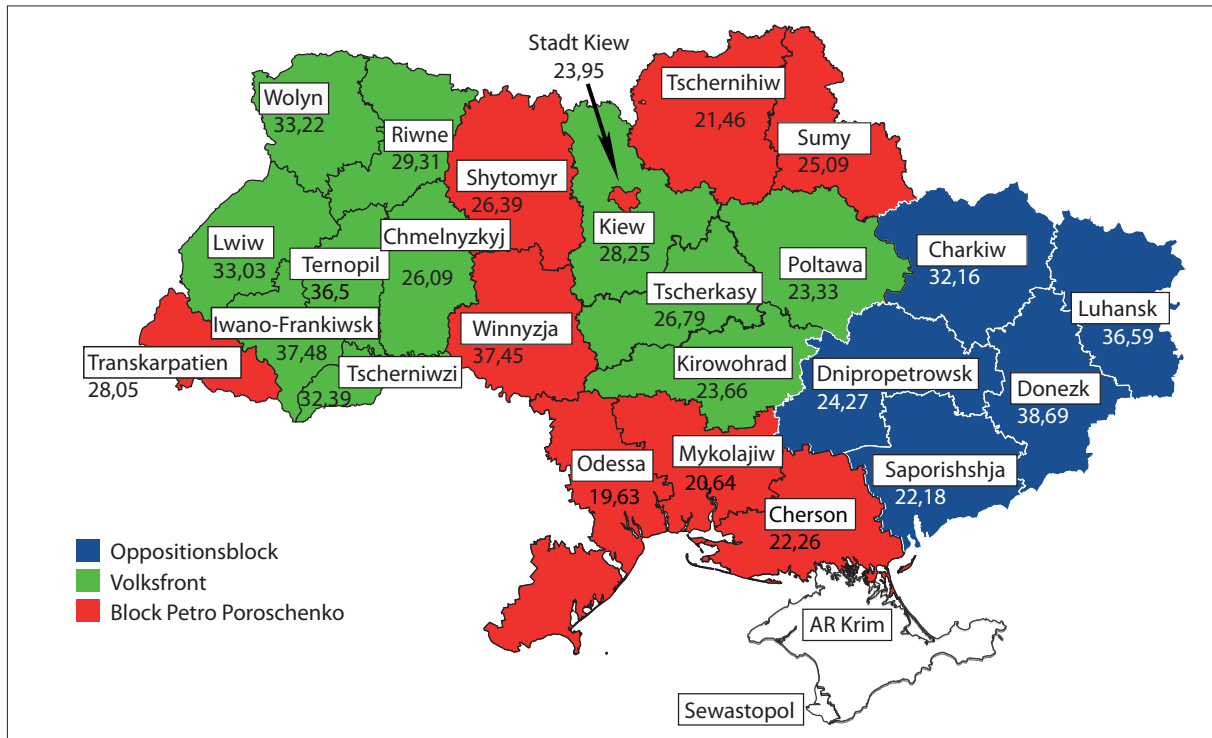 Stadt Kiew
23,95
Tschernihiw
21,46
Wolyn
33,22
Riwne
29,31
Sumy
25,09
Shytomyr
26,39
Kiew
28,25
Chmelnyzkyj
26,09
Lwiw
33,03
Ternopil
36,5
Charkiw
32,16
Poltawa
23,33
Tscherkasy
26,79
Luhansk
36,59
Iwano-Frankiwsk
37,48
Winnyzja
37,45
Transkarpatien
28,05
Tscherniwzi
32,39
Kirowohrad
23,66
Dnipropetrowsk
24,27
Donezk
38,69
Odessa
19,63
Mykolajiw
20,64
Saporishshja
22,18
Cherson
22,26
Oppositionsblock
Volksfront
Block Petro Poroschenko
AR Krim
Sewastopol